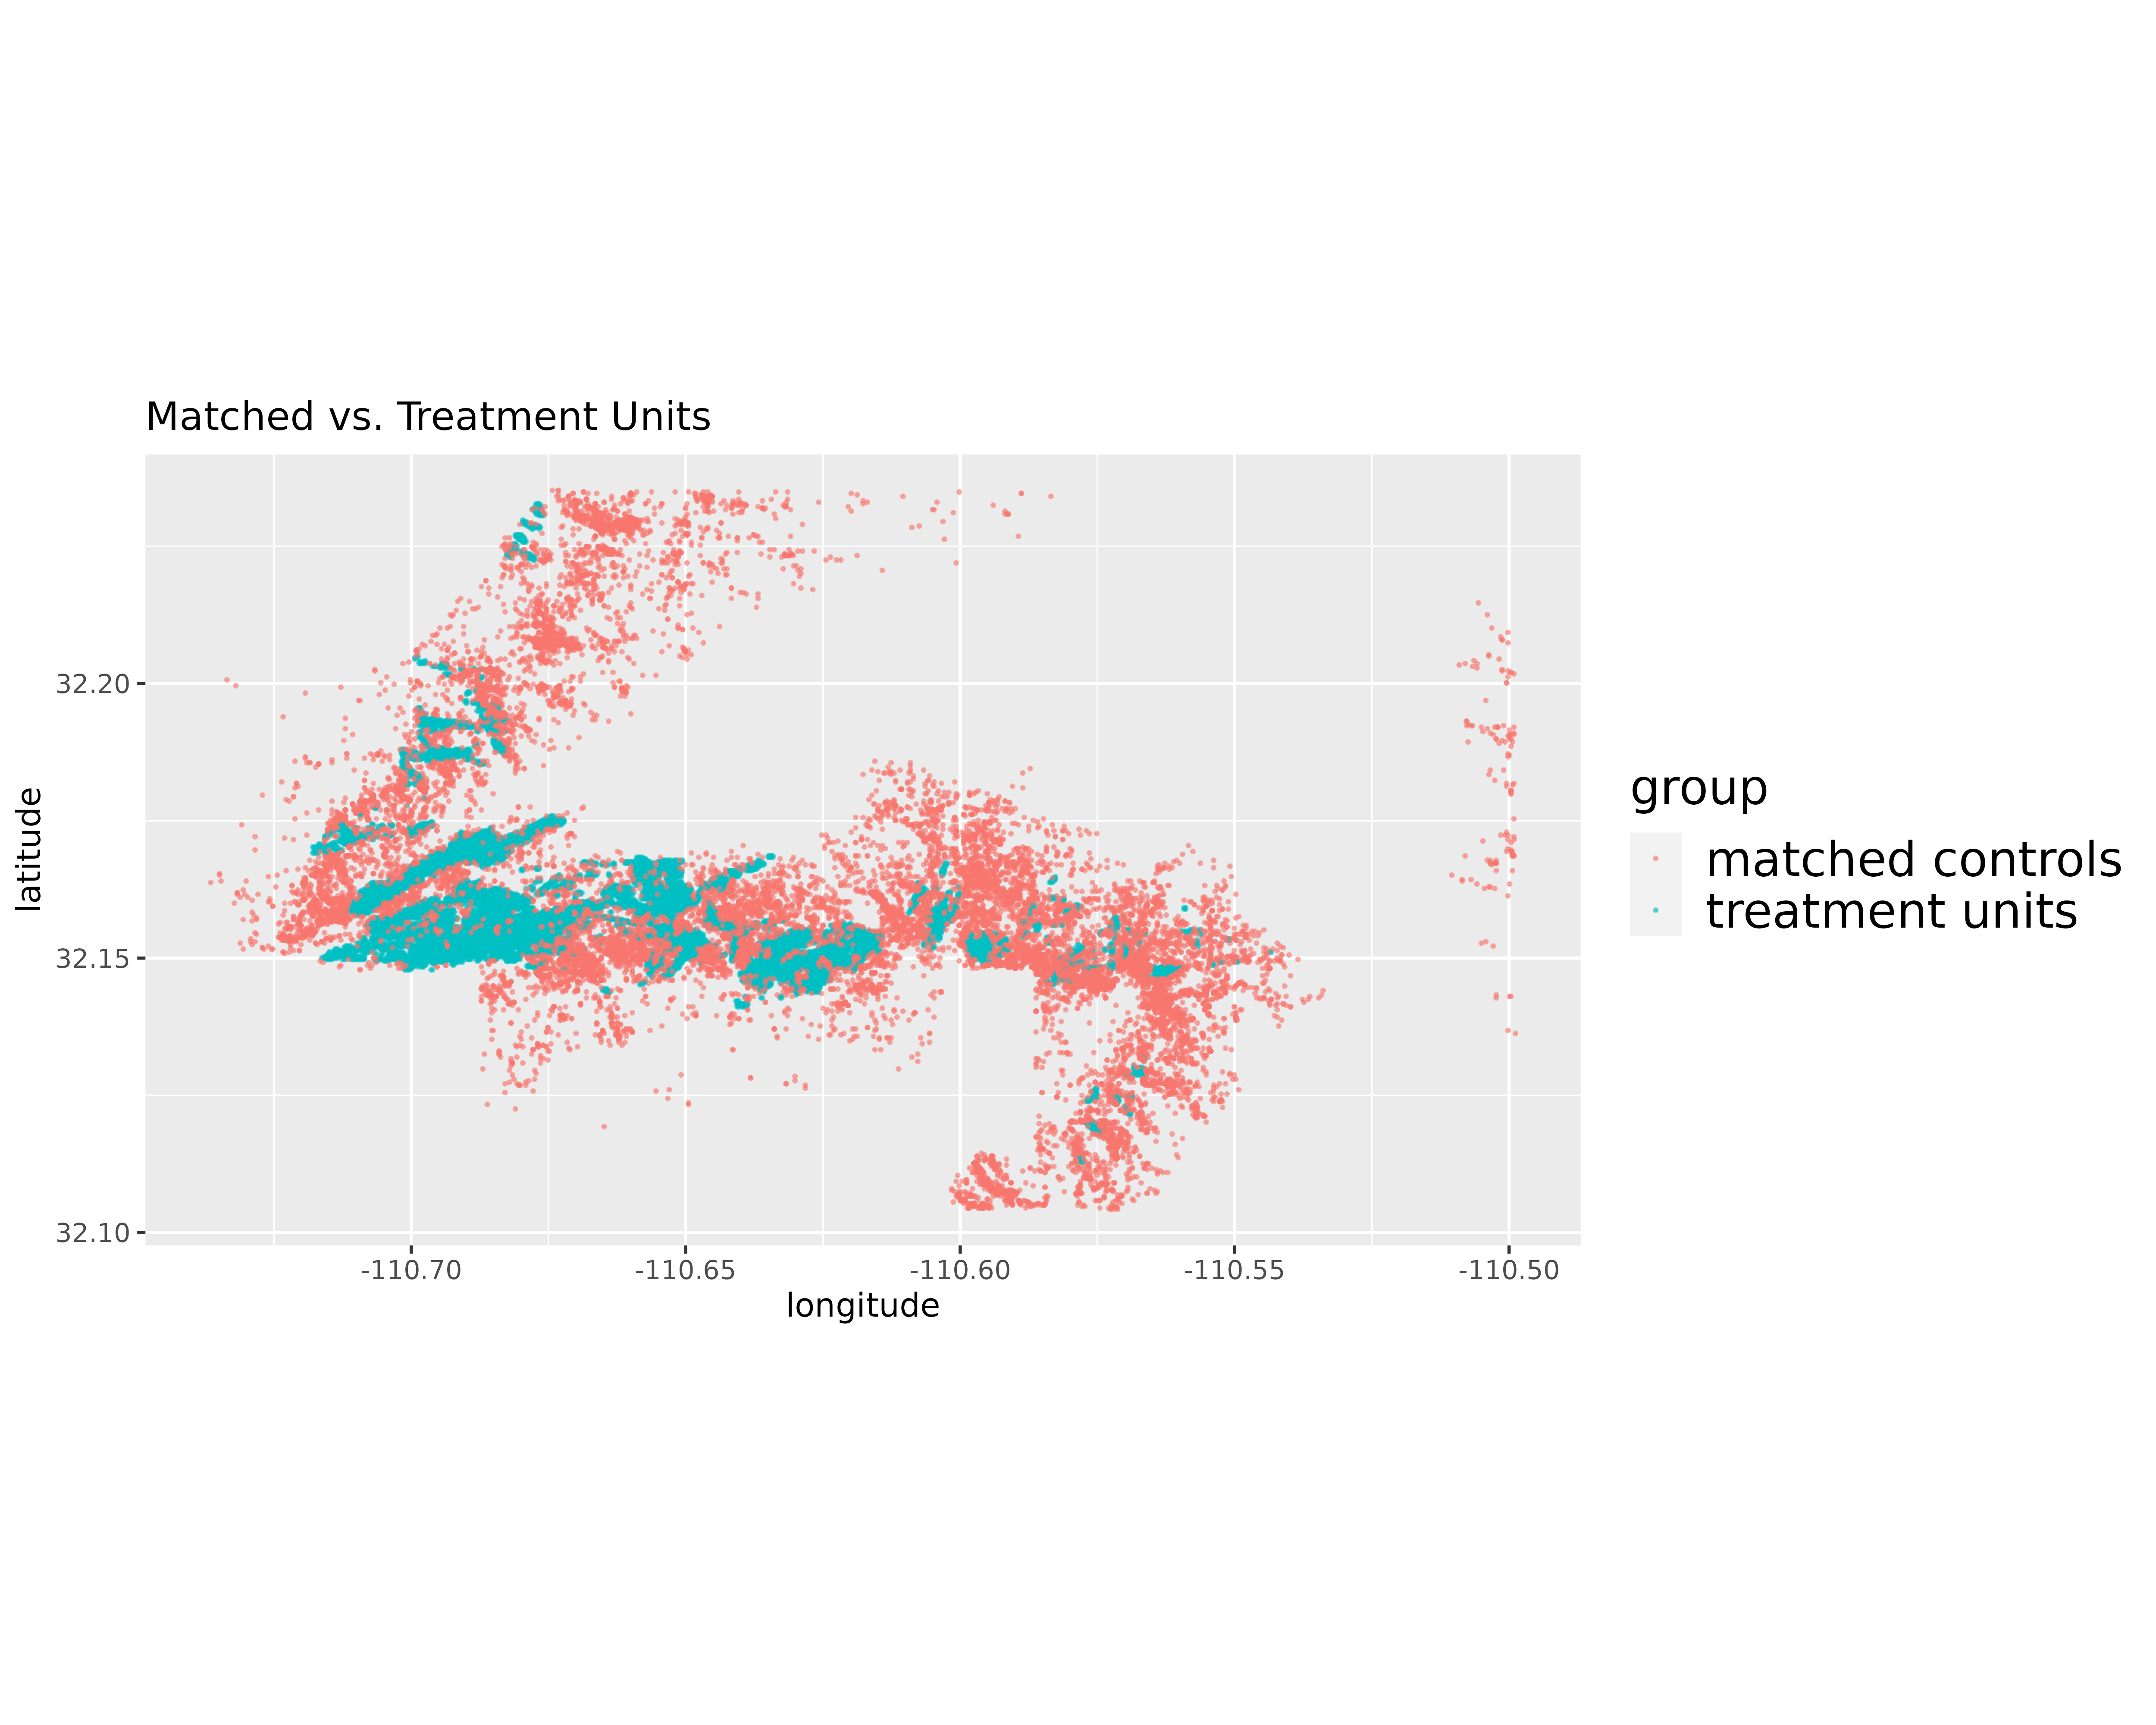 Matched vs. Treatment Units
32.20
32.15
32.10
latitude
-110.70
-110.65
-110.60
-110.55
-110.50
longitude
group
matched controls
treatment units